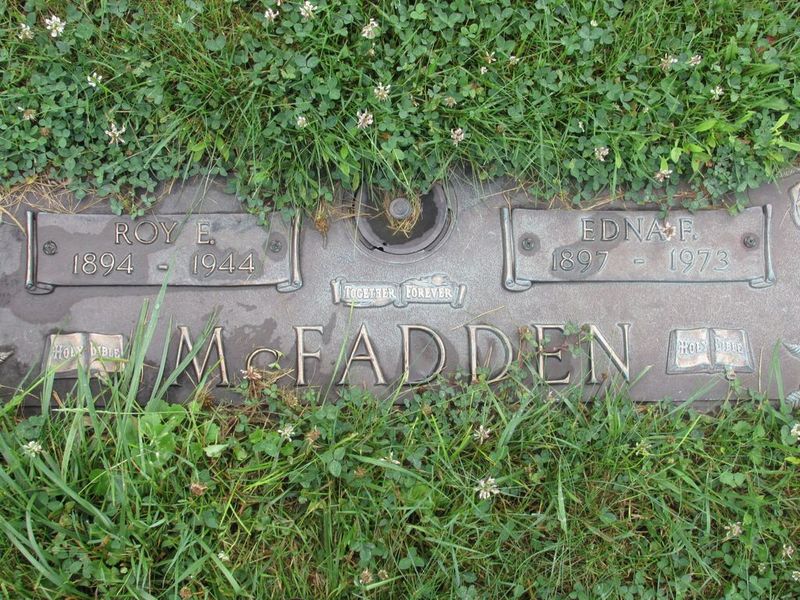 ROY E.
1894 - 1944
EDNA F.
1897 - 1973
TOGETHER FOREVER
McFADDEN
HOLY BIBLE
HOLY BIBLE